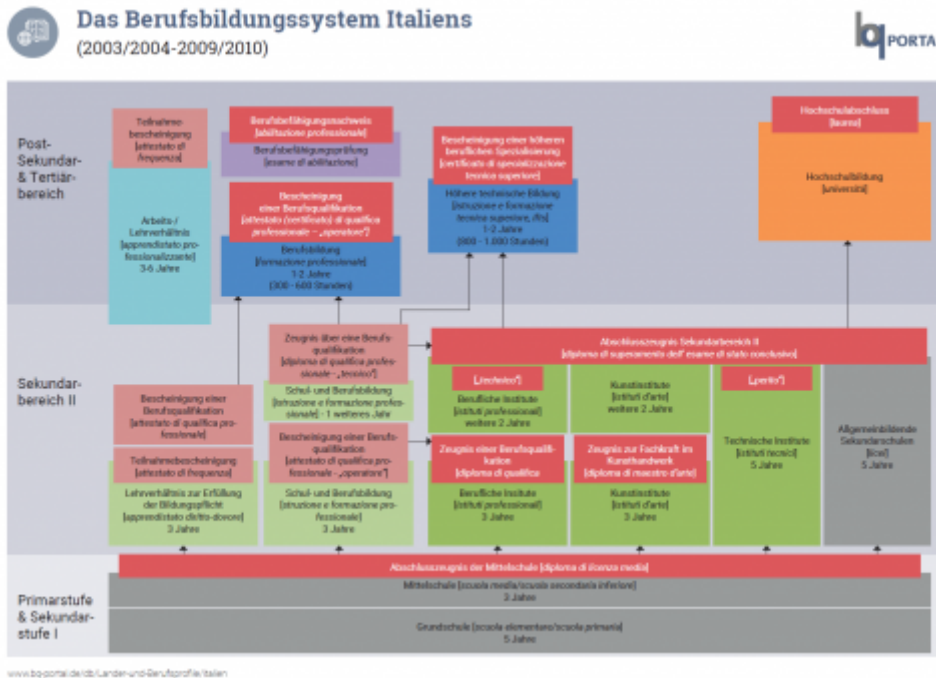 Das Berufsbildungssystem Italiens
(2003/2004-2009/2010)
bq PORTA
Post-
Sekundar-
& Tertiär-
bereich
Teilnahme
bescheinigung
[attestato di
frequenza]
Arbeits-/
Lehrverhältnis
[apprendistato pro-
fessionalizzante]
3-6 Jahre
Berufsbefähigungsnachweis
[abilitazione professionale]
Berufsbefähigungsprüfung
[esame di abilitazione]
Bescheinigung
einer Berufsqualifikation
[attestato (certificato) di qualifica
professionale - „operatore"]
Berufsbildung
[formazione professionale]
1-2 Jahre
(300 - 600 Stunden)
Bescheinigung einer höheren
beruflichen Spezialisierung
[certificato di specializzazione
tecnica superiore]
Höhere technische Bildung
[istruzione e formazione
tecnica superiore, ifts]
1-2 Jahre
(800 - 1.000 Stunden)
Hochschulabschluss
[laurea]
Hochschulbildung
[università]
Sekundar-
bereich II
Bescheinigung einer
Berufsqualifikation
[attestato di qualifica pro-
fessionale]
Teilnahmebescheinigung
[attestato di frequenza]
Lehrverhältnis zur Erfüllung
der Bildungspflicht
[apprendistato diritto-dovere]
3 Jahre
Zeugnis über eine Berufs-
qualifikation
[diploma di qualifica profes-
sionale - „tecnico"]
Schul- und Berufsbildung
[istruzione e formazione profes-
sionale] - 1 weiteres Jahr
Bescheinigung einer Berufs-
qualifikation
[attestato di qualifica pro-
fessionale - „operatore"]
Schul- und Berufsbildung
[istruzione e formazione pro-
fessionale]
3 Jahre
Abschlusszeugnis Sekundarbereich II
[diploma di superamento dell' esame di stato conclusivo]
[„technico"]
Berufliche Institute
[istituti professionali]
weitere 2 Jahre
Zeugnis einer Berufsqualifi-
kation
[diploma di qualifica]
Berufliche Institute
[istituti professionali]
3 Jahre
Kunstinstitute
[istituti d'arte]
weitere 2 Jahre
Zeugnis zur Fachkraft im
Kunsthandwerk
[diploma di maestro d'arte]
Kunstinstitute
[istituti d'arte]
3 Jahre
[„perito"]
Technische Institute
[istituti tecnici]
5 Jahre
Allgemeinbildende
Sekundarschulen
[licei]
5 Jahre
Primarstufe
& Sekundar-
stufe I
Abschlusszeugnis der Mittelschule [diploma di licenza media]
Mittelschule [scuola media/scuola secondaria inferiore]
3 Jahre
Grundschule [scuola elementare/scuola primaria]
5 Jahre
www.bq-portal.de/db/Länder-und-Berufsprofile/italien